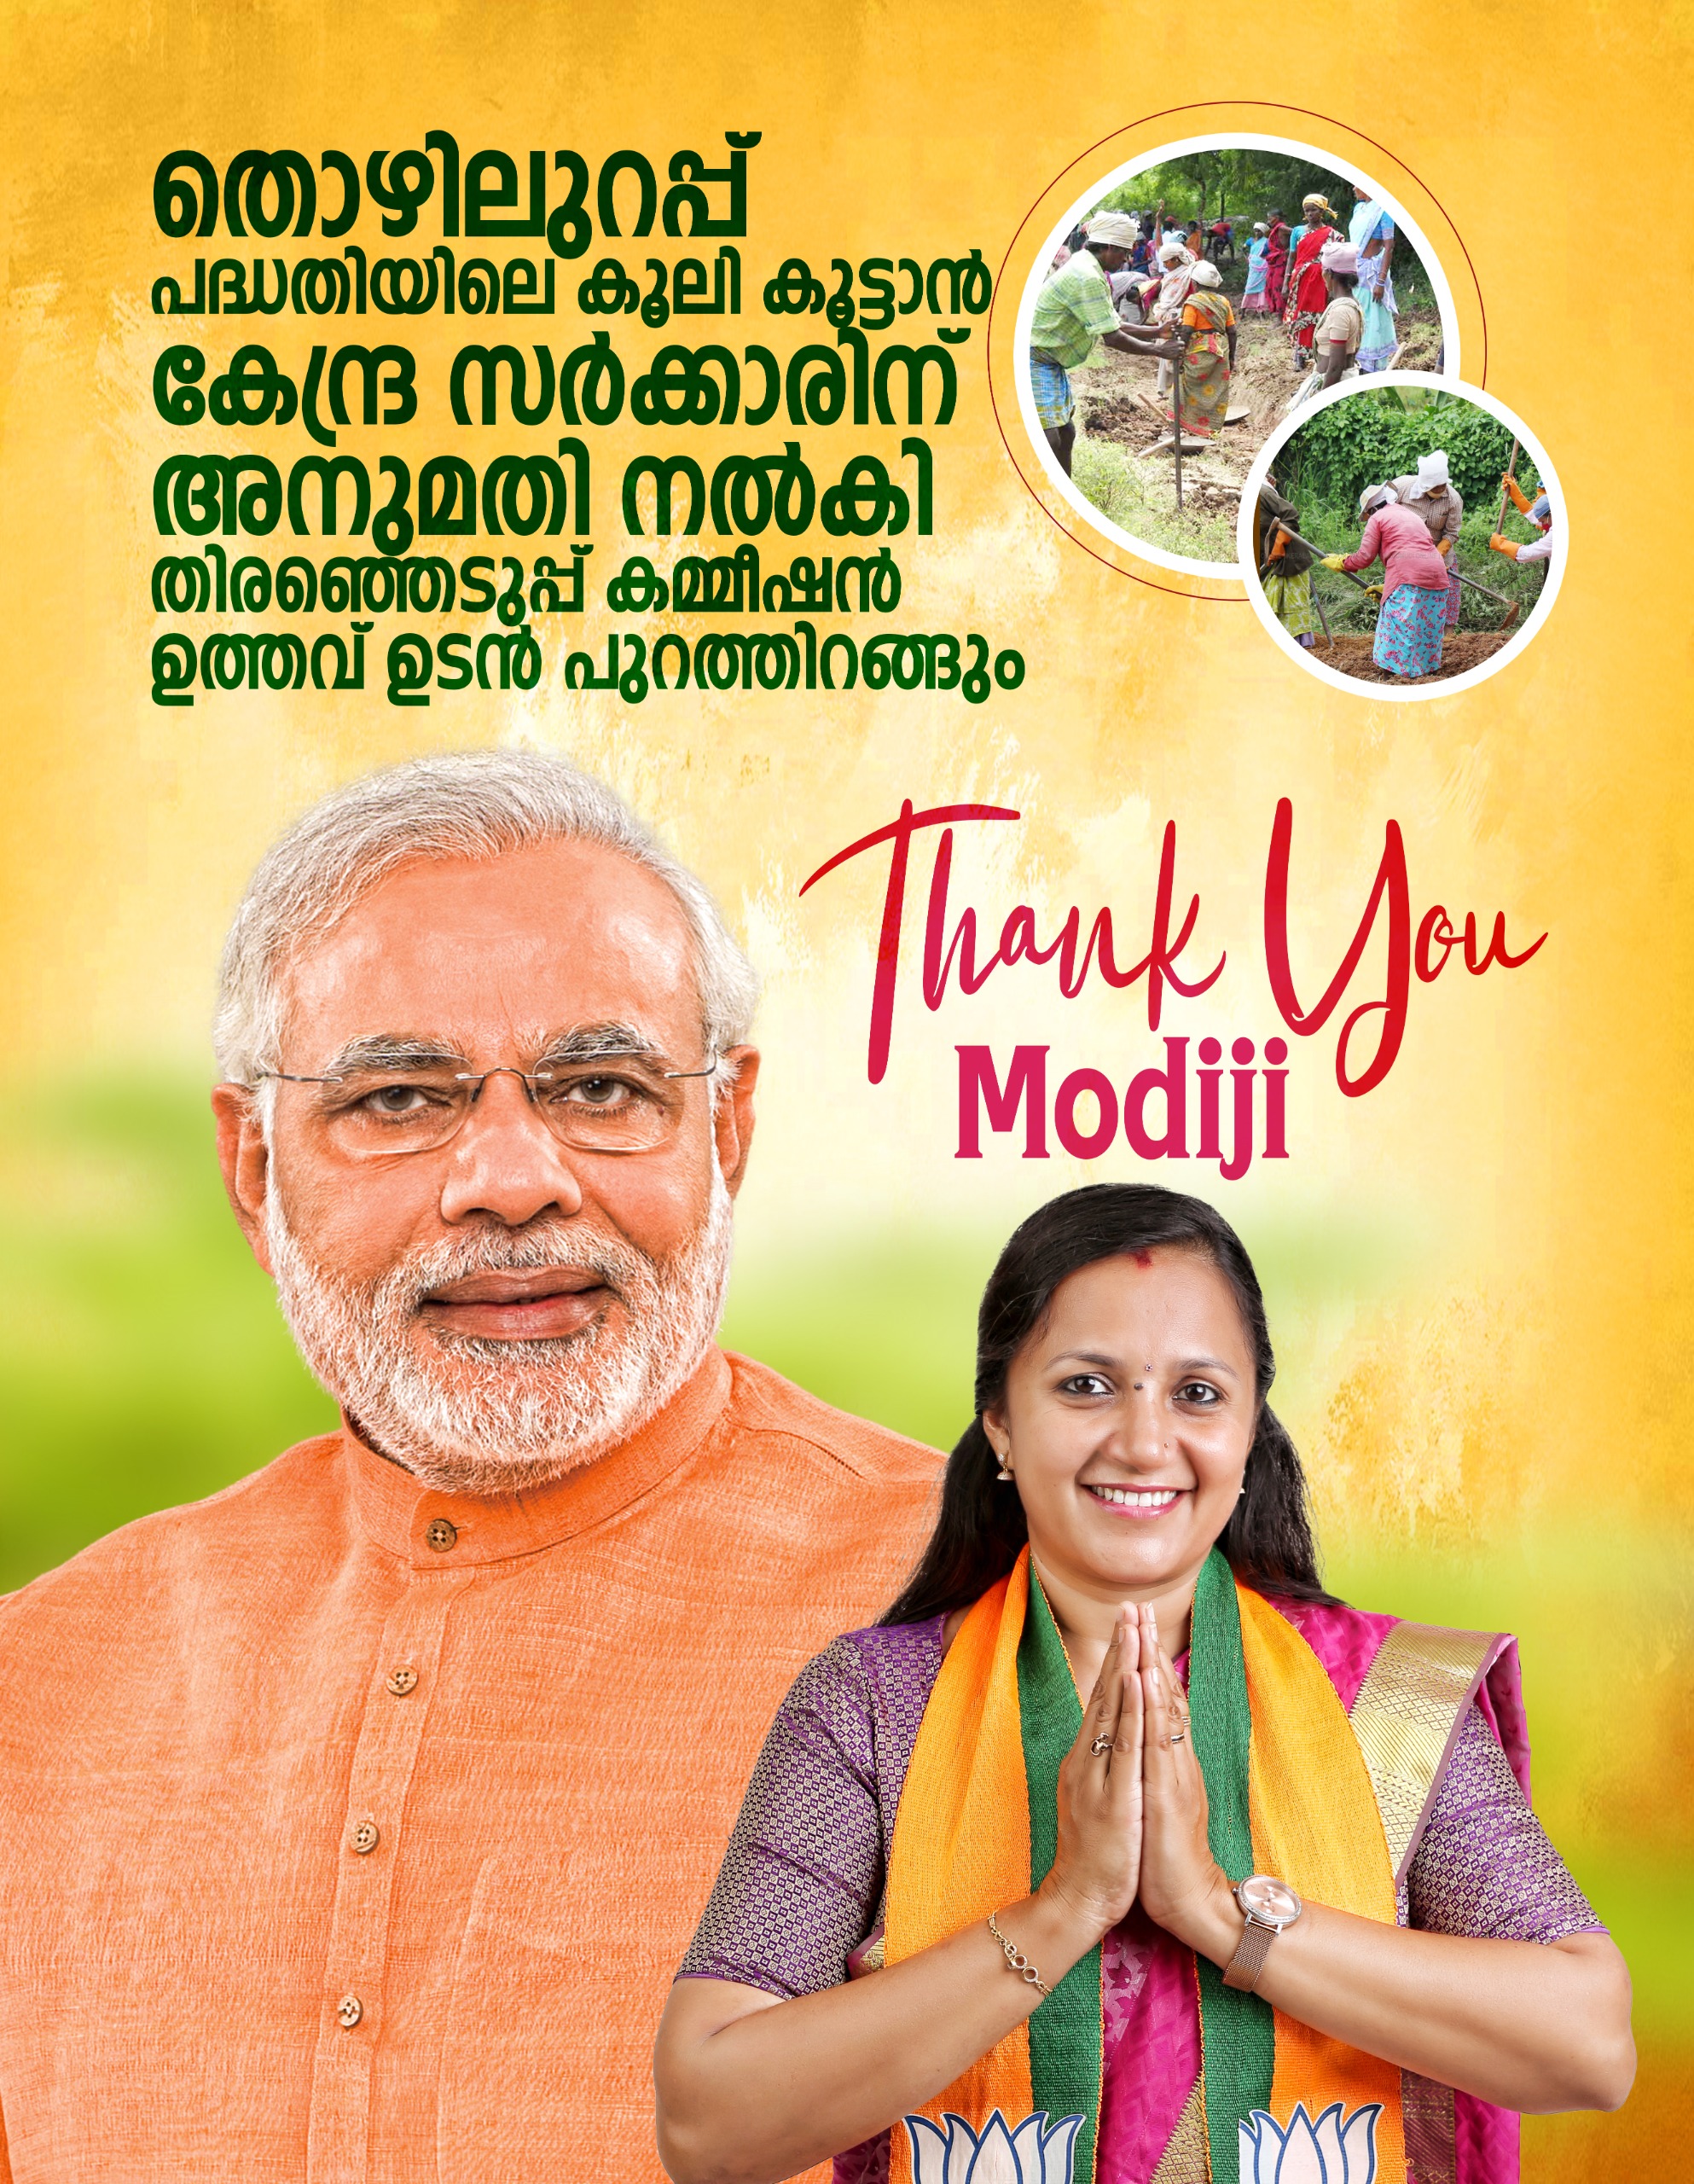 തൊഴിലുറപ്പ്
പദ്ധതിയിലെ കൂലി കൂട്ടാൻ
കേന്ദ്ര സർക്കാരിന്
അനുമതി നൽകി
തിരഞ്ഞെടുപ്പ് കമ്മീഷൻ
ഉത്തവ് ഉടൻ പുറത്തിറങ്ങും
Thank You
Modiji